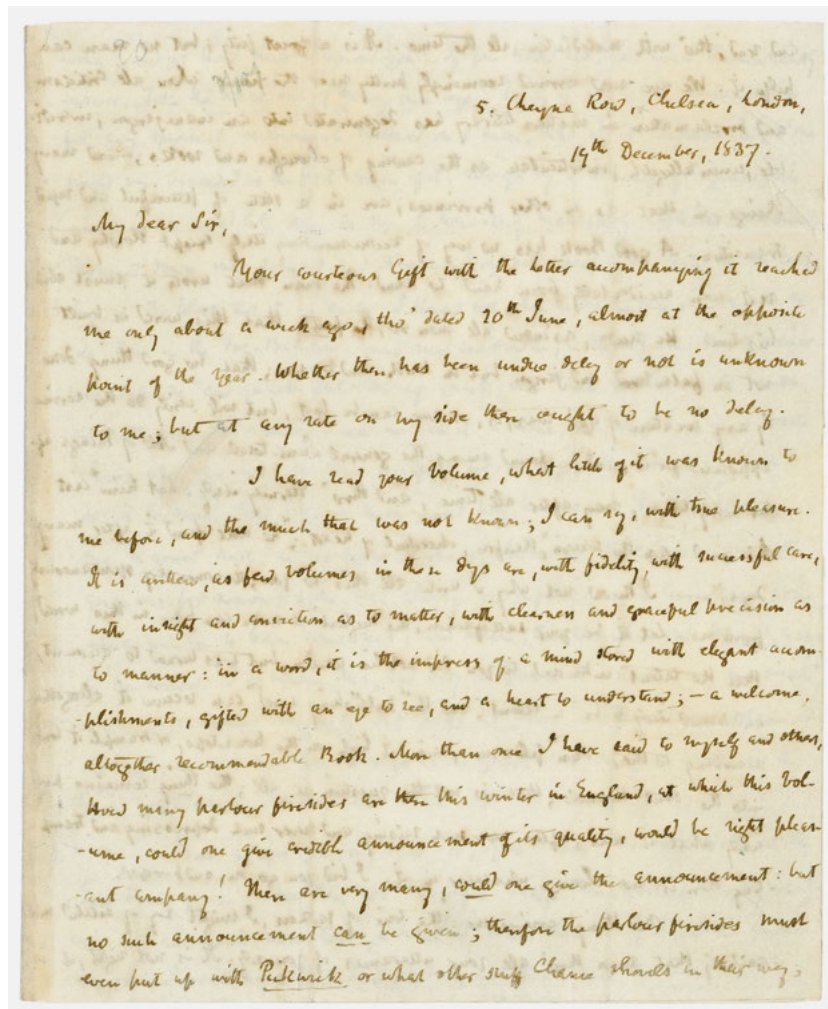 5. Cheyne Row, Chelsea, London,
19th December, 1837.
My dear Sir,
Your courteous Gift with the Letter accompanying it reached
me only about a week ago, tho' dated 20th June, almost at the opposite
point of the year. Whether there has been undue delay or not is unknown
to me; but at any rate on my side there ought to be no delay.
I have read your Volume, what little of it was known to
me before, and the much that was not known; I can say, with true pleasure.
It is written, as few volumes in these days are, with fidelity, with successful care,
with insight and conviction as to matter, with clearness and graceful precision as
to manner: in a word, it is the impress of a mind stored with elegant accom-
-plishments, gifted with an eye to see, and a heart to understand; – a welcome,
altogether recommendable Book. More than once I have said to myself and others,
How many parlour firesides are there this winter in England, at which this Vol-
-ume, could one give credible announcement of its quality, would be right pleas-
-ant company! There are very many, could one give the announcement: but
no such announcement can be given; therefore the parlour firesides must
even put up with Pickwick or what other stuff Chance shovels in their way,